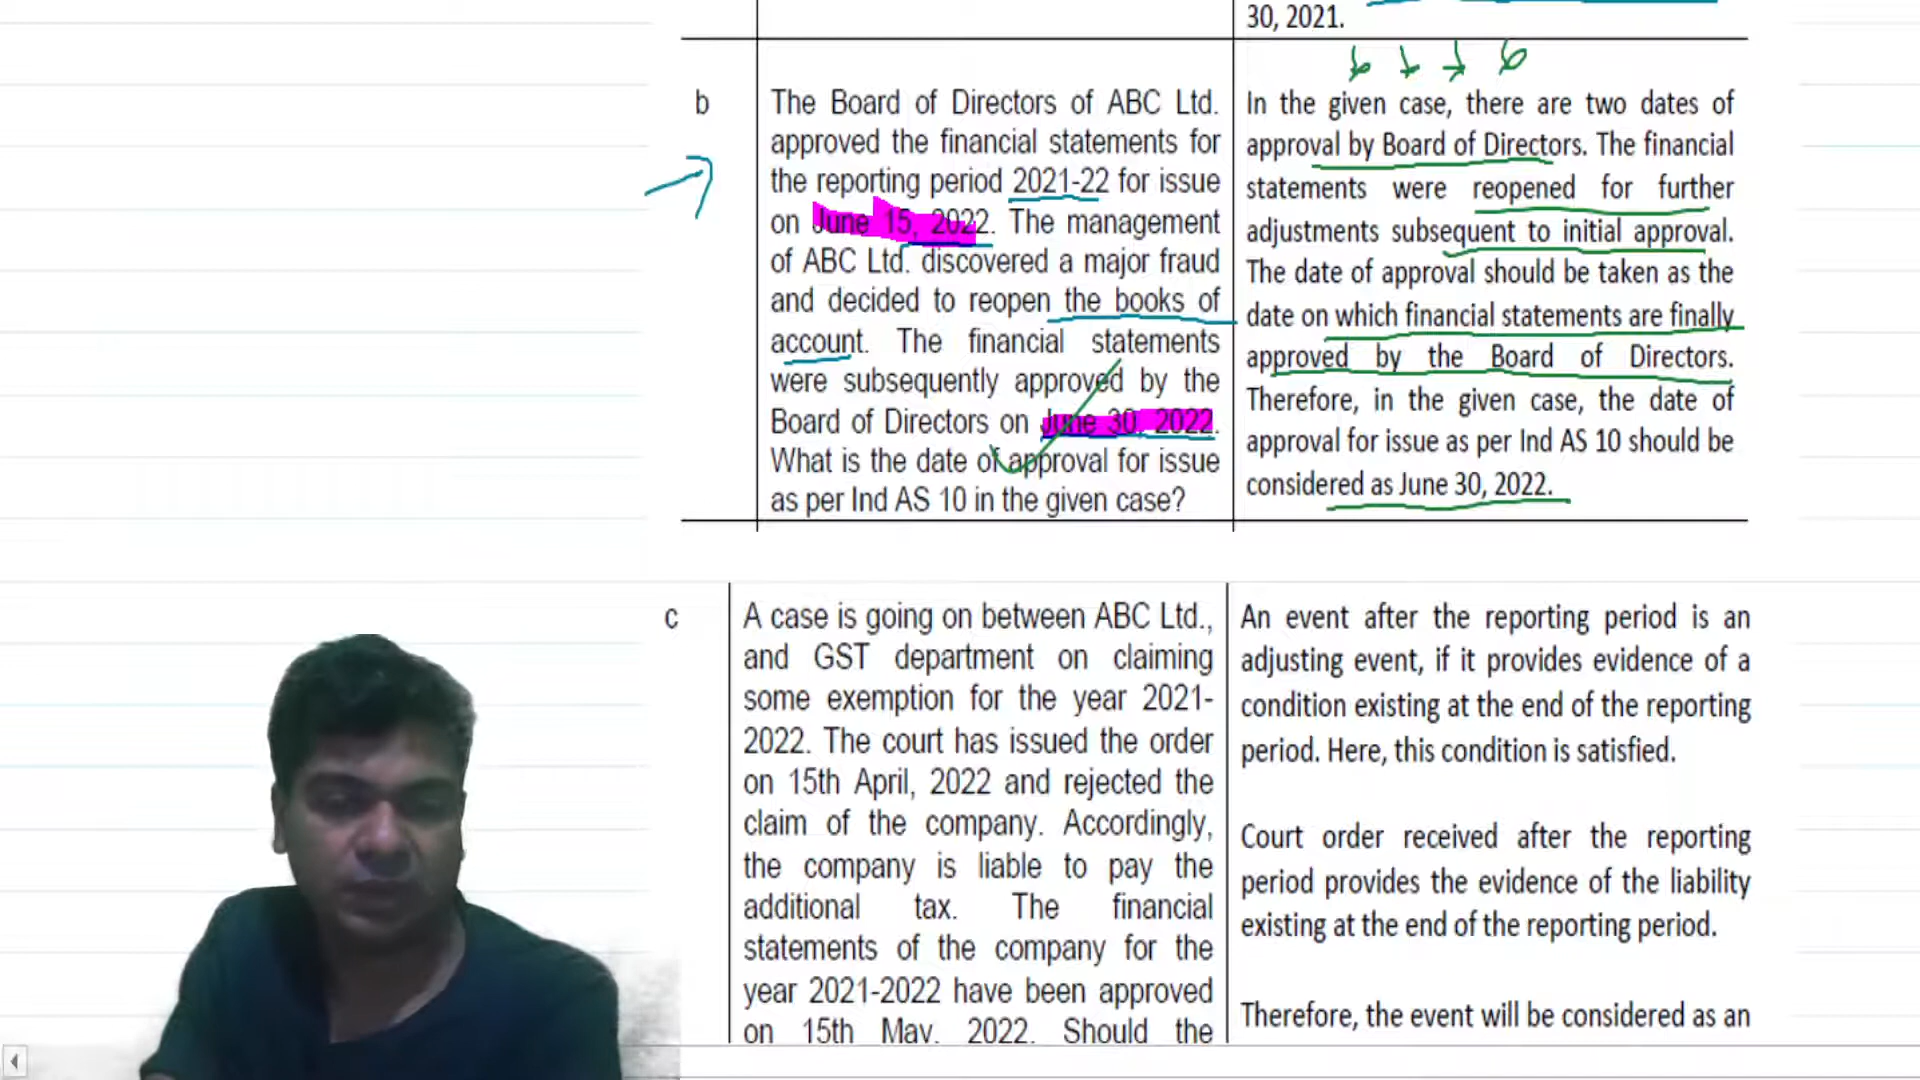 30, 2021.
b
The Board of Directors of ABC Ltd.
approved the financial statements for
the reporting period 2021-22 for issue
on June 15, 2022. The management
of ABC Ltd. discovered a major fraud
and decided to reopen the books of
account. The financial statements
were subsequently approved by the
Board of Directors on June 30, 2022.
What is the date of approval for issue
as per Ind AS 10 in the given case?
In the given case, there are two dates of
approval by Board of Directors. The financial
statements were reopened for further
adjustments subsequent to initial approval.
The date of approval should be taken as the
date on which financial statements are finally
approved by the Board of Directors.
Therefore, in the given case, the date of
approval for issue as per Ind AS 10 should be
considered as June 30, 2022.
c
A case is going on between ABC Ltd.,
and GST department on claiming
some exemption for the year 2021-
2022. The court has issued the order
on 15th April, 2022 and rejected the
claim of the company. Accordingly,
the company is liable to pay the
additional tax. The financial
statements of the company for the
year 2021-2022 have been approved
on 15th May, 2022. Should the
An event after the reporting period is an
adjusting event, if it provides evidence of a
condition existing at the end of the reporting
period. Here, this condition is satisfied.
Court order received after the reporting
period provides the evidence of the liability
existing at the end of the reporting period.
Therefore, the event will be considered as an